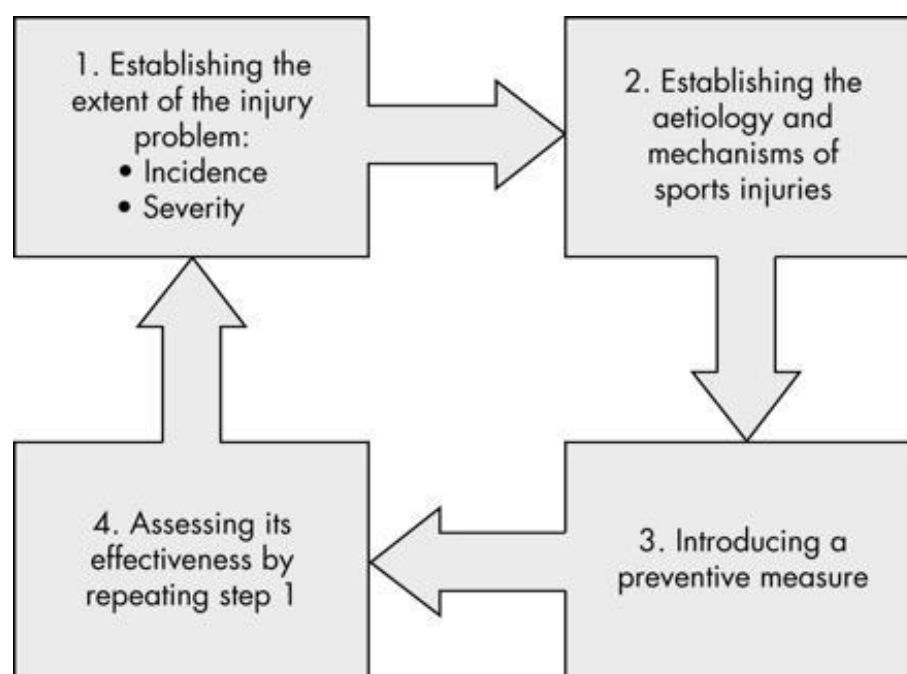 1. Establishing the
extent of the injury
problem:
• Incidence
• Severity
2. Establishing the
aetiology and
mechanisms of
sports injuries
4. Assessing its
effectiveness by
repeating step 1
3. Introducing a
preventive measure